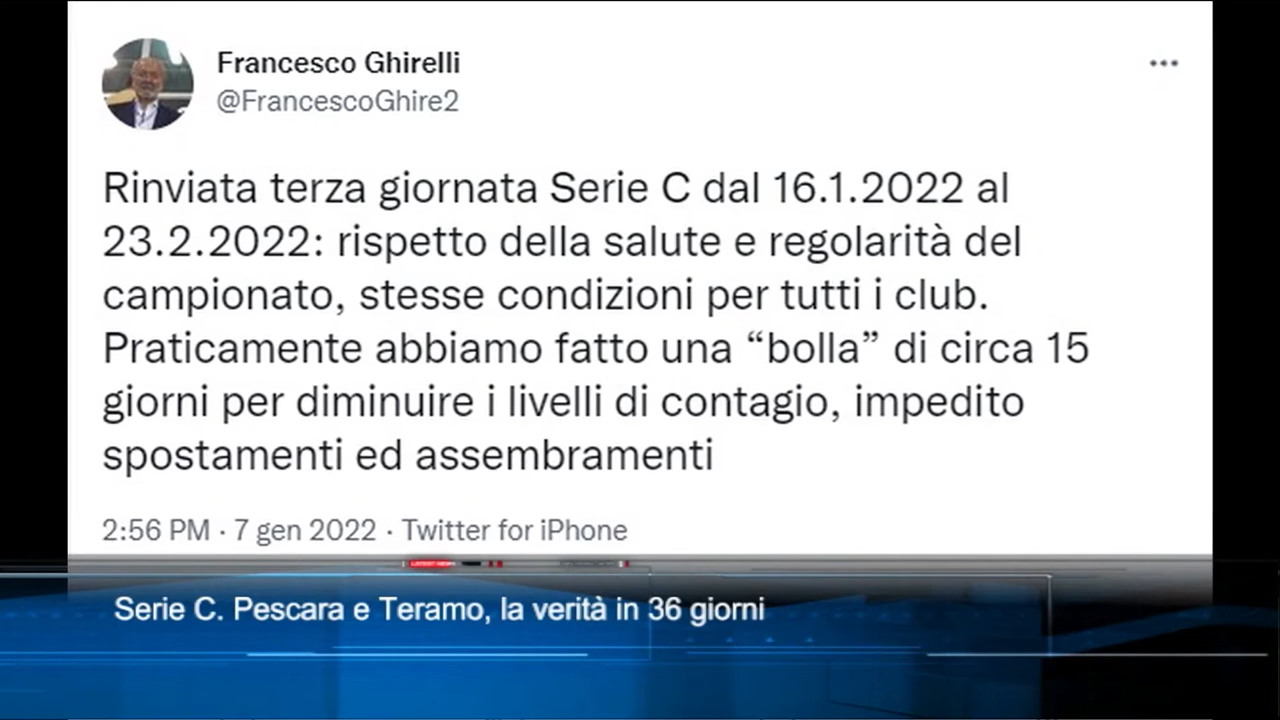 Francesco Ghirelli
@FrancescoGhire2
Rinviata terza giornata Serie C dal 16.1.2022 al
23.2.2022: rispetto della salute e regolarità del
campionato, stesse condizioni per tutti i club.
Praticamente abbiamo fatto una “bolla” di circa 15
giorni per diminuire i livelli di contagio, impedito
spostamenti ed assembramenti
2:56 PM · 7 gen 2022 · Twitter for iPhone
LATEST NEWS
Serie C. Pescara e Teramo, la verità in 36 giorni